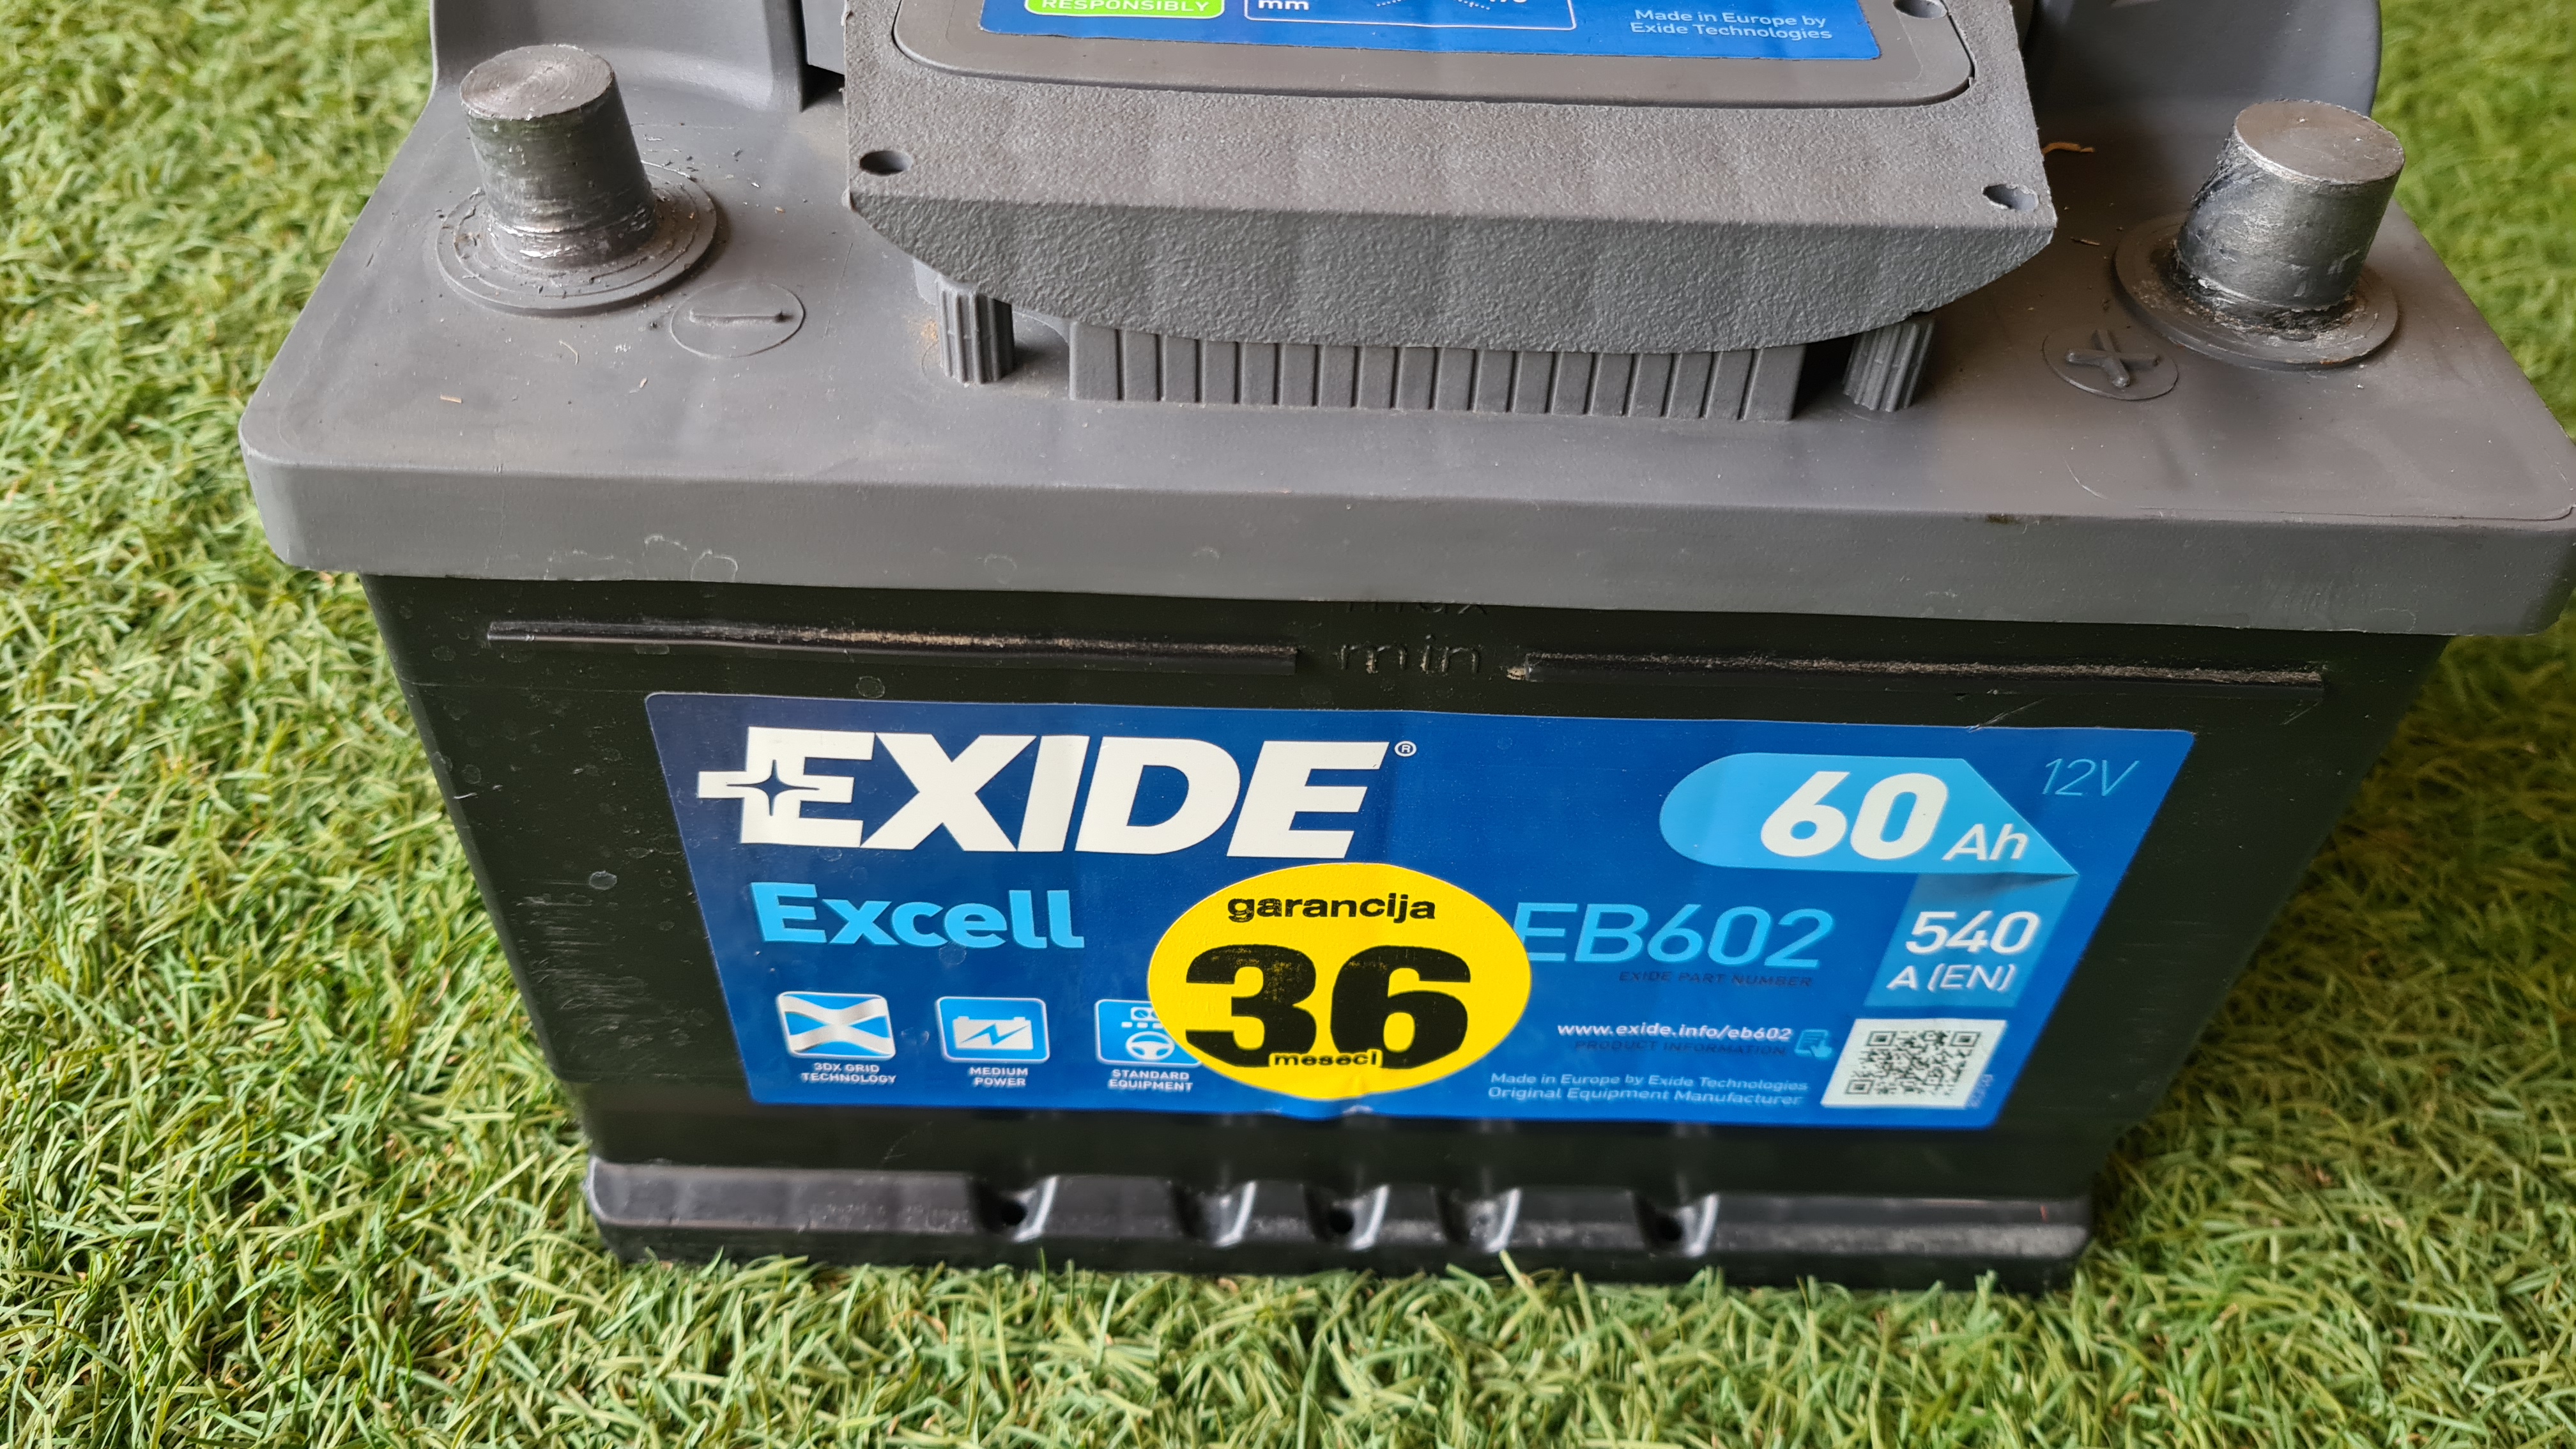 RESPONSIBLY
mm
Made in Europe by
Exide Technologies
max
min
EXIDE®
60 Ah
12V
Excell
garancija
36
meseci
EB602
EXIDE PART NUMBER
540
A (EN)
3DX GRID
TECHNOLOGY
MEDIUM
POWER
STANDARD
EQUIPMENT
www.exide.info/eb602
PRODUCT INFORMATION
Made in Europe by Exide Technologies
Original Equipment Manufacturer